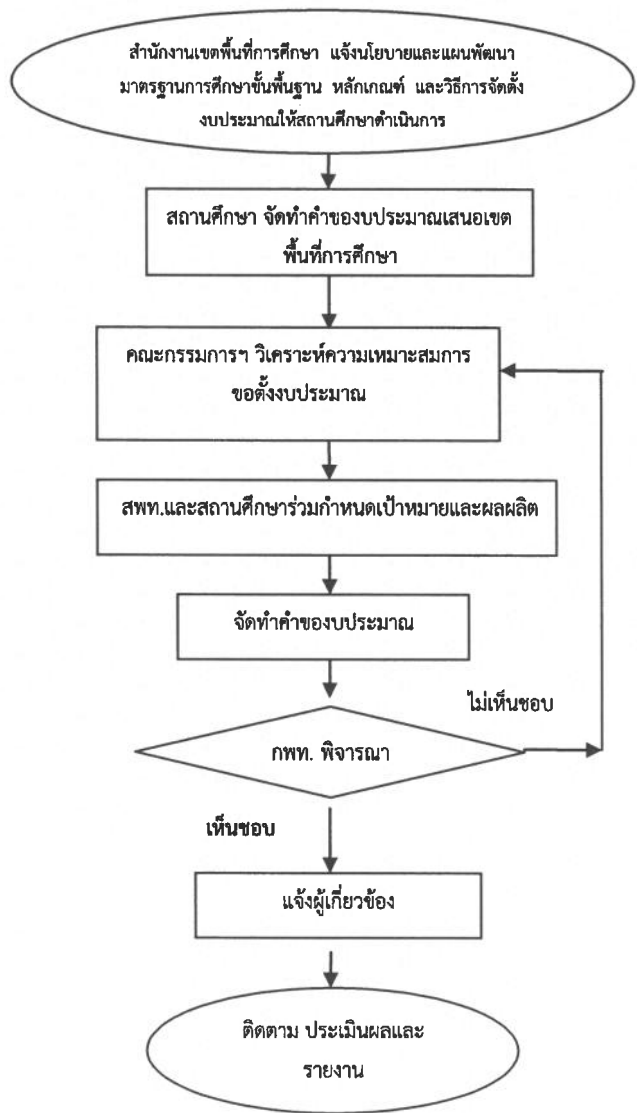 สำนักงานเขตพื้นที่การศึกษา แจ้งนโยบายและแผนพัฒนา
มาตรฐานการศึกษาขั้นพื้นฐาน หลักเกณฑ์ และวิธีการจัดตั้ง
งบประมาณให้สถานศึกษาดำเนินการ
สถานศึกษา จัดทำคำของบประมาณเสนอเขต
พื้นที่การศึกษา
คณะกรรมการฯ วิเคราะห์ความเหมาะสมการ
ขอตั้งงบประมาณ
สพท.และสถานศึกษาร่วมกำหนดเป้าหมายและผลผลิต
จัดทำคำของบประมาณ
ไม่เห็นชอบ
กพท. พิจารณา
เห็นชอบ
แจ้งผู้เกี่ยวข้อง
ติดตาม ประเมินผลและ
รายงาน